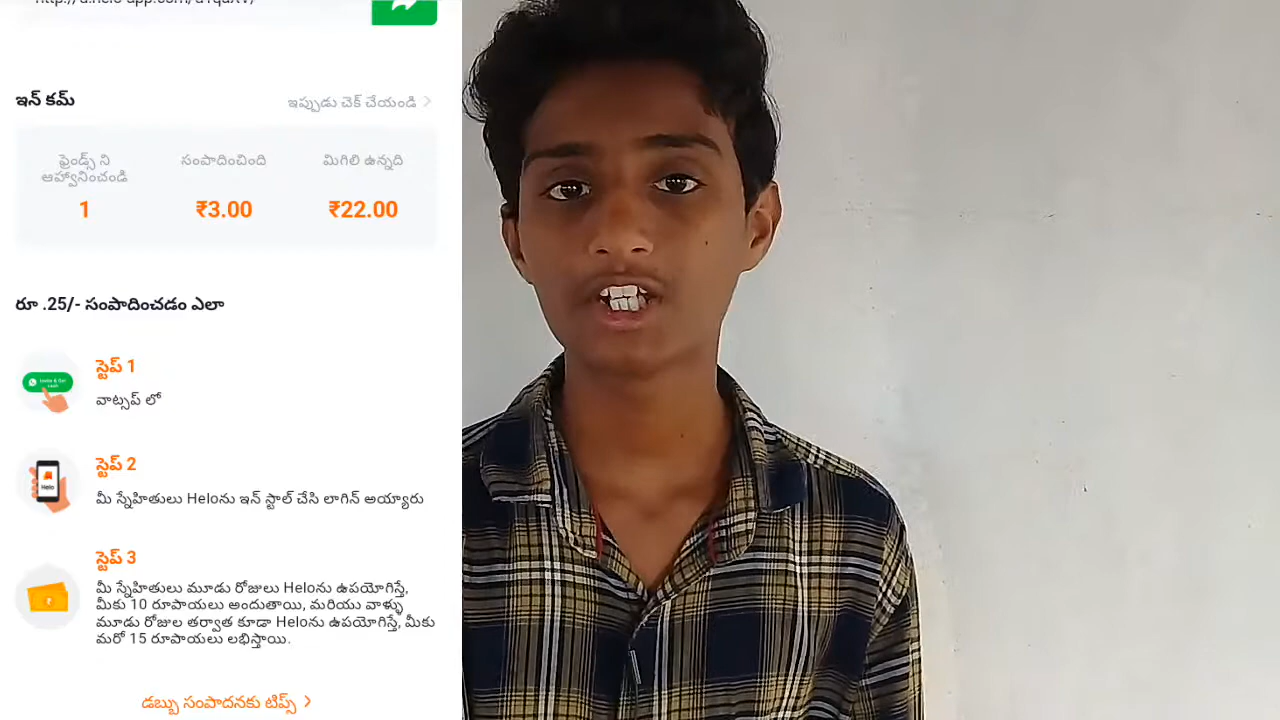 ఇన్ కమ్
ఇప్పుడు చెక్ చేయండి
ఫ్రెండ్స్ ని
ఆహ్వానించండి
సంపాదించింది
మిగిలి ఉన్నది
1
₹3.00
₹22.00
రూ .25/- సంపాదించడం ఎలా
స్టెప్ 1
వాట్సప్ లో
స్టెప్ 2
Helo
మీ స్నేహితులు Heloను ఇన్ స్టాల్ చేసి లాగిన్ అయ్యారు
స్టెప్ 3
మీ స్నేహితులు మూడు రోజులు Heloను ఉపయోగిస్తే,
మీకు 10 రూపాయలు అందుతాయి, మరియు వాళ్ళు
మూడు రోజుల తర్వాత కూడా Heloను ఉపయోగిస్తే, మీకు
మరో 15 రూపాయలు లభిస్తాయి.
డబ్బు సంపాదనకు టిప్స్